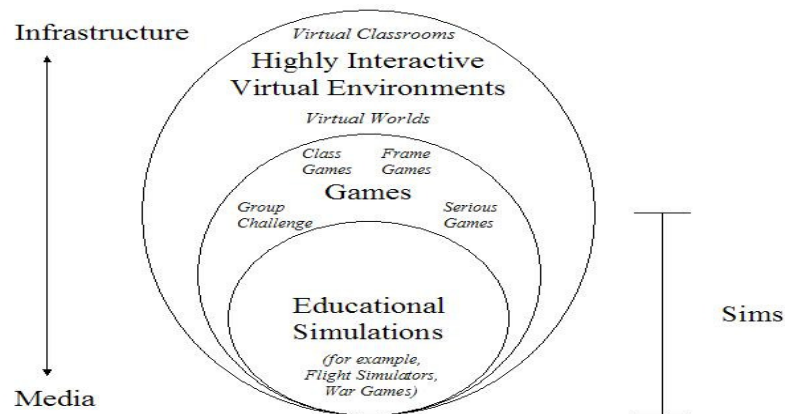 Infrastructure
Virtual Classrooms
Highly Interactive
Virtual Environments
Virtual Worlds
Class Frame
Games Games
Games
Group Serious
Challenge Games
Educational
Simulations
(for example,
Flight Simulators,
War Games)
Sims
Media